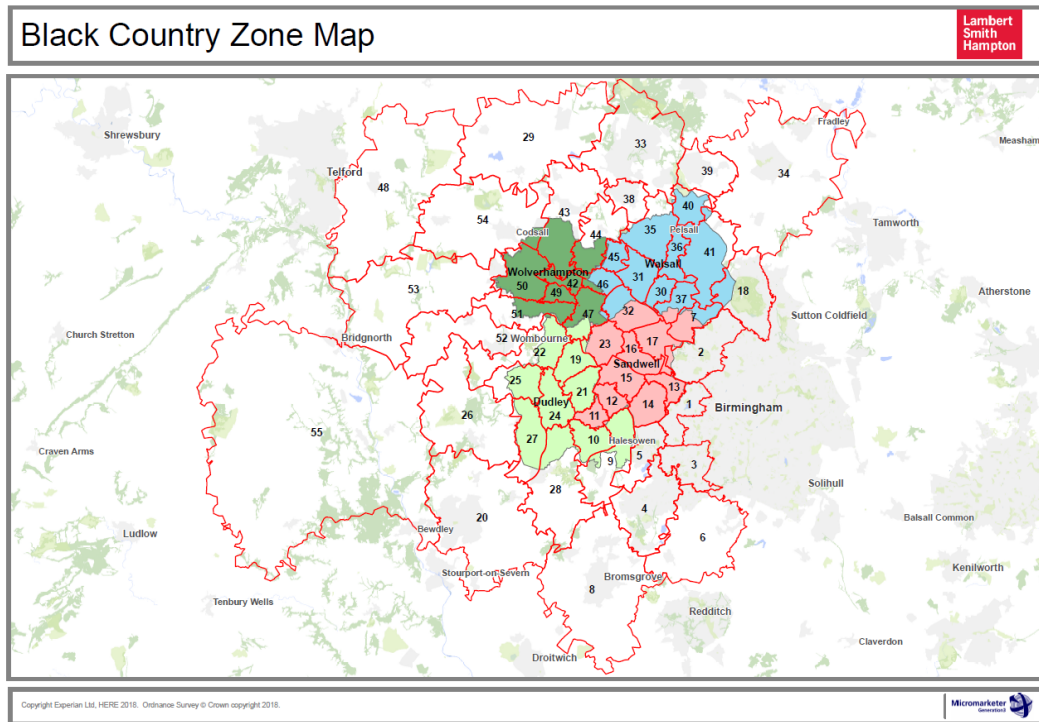 Black Country Zone Map
Lambert
Smith
Hampton
Shrewsbury
29
33
Fradley
Measham
Telford
48
39
34
40
54
43
38
Codsall
44
35
Pelsall
Tamworth
36
45
41
Wolverhampton
Walsall
31
53
50
49
42
46
30
37
18
Atherstone
51
47
32
7
Sutton Coldfield
Church Stretton
Bridgnorth
52
Wombourne
22
23
16
17
2
19
Sandwell
25
15
21
13
Dudley
12
14
1
Birmingham
26
24
11
55
27
10
Halesowen
Craven Arms
9
5
3
Solihull
28
4
20
Bewdley
Balsall Common
Ludlow
6
Stourport-on-Severn
Bromsgrove
Kenilworth
8
Tenbury Wells
Redditch
Claverdon
Droitwich
Copyright Experian Ltd, HERE 2018. Ordnance Survey © Crown copyright 2018.
Micromarketer
Generation3